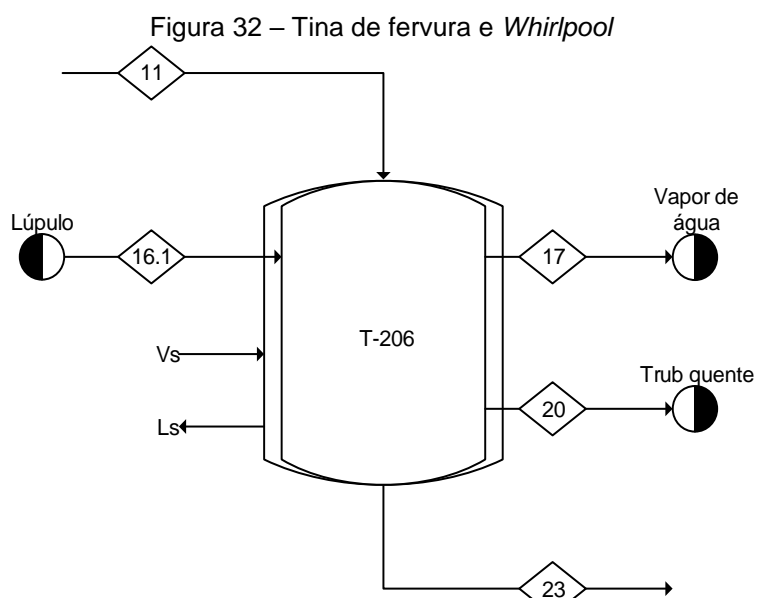 Figura 32 – Tina de fervura e Whirlpool
11
Lúpulo
16.1
Vapor de
água
17
T-206
Vs
Ls
Trub quente
20
23